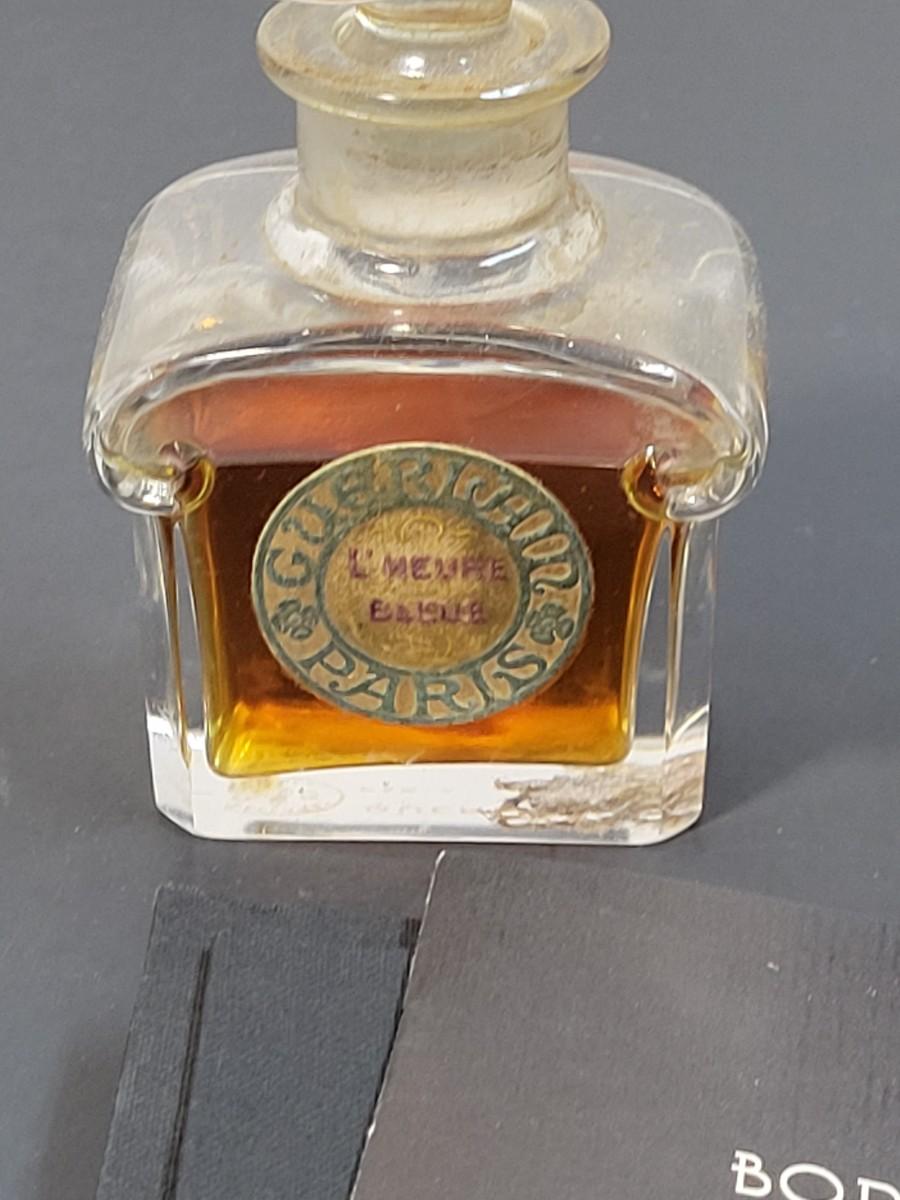 GUERLAIN
L'HEURE
BLEUE
PARIS
BOD